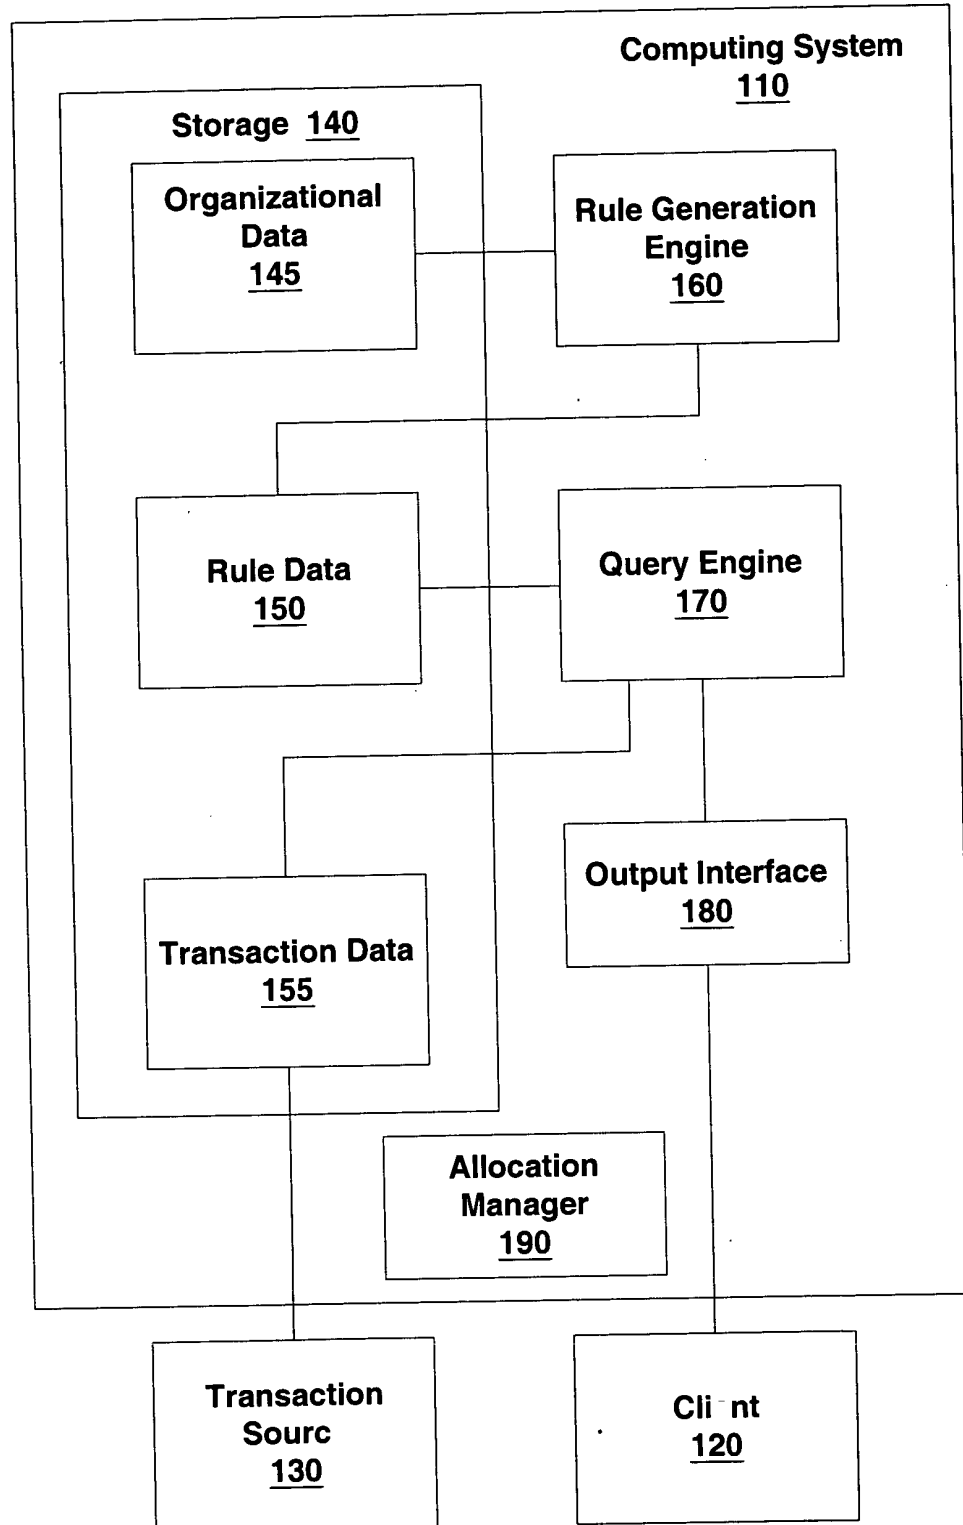 Computing System
110
Storage 140
Organizational
Data
145
Rule Generation
Engine
160
Rule Data
150
Query Engine
170
Output Interface
180
Transaction Data
155
Allocation
Manager
190
Transaction
Sourc
130
Cli nt
120